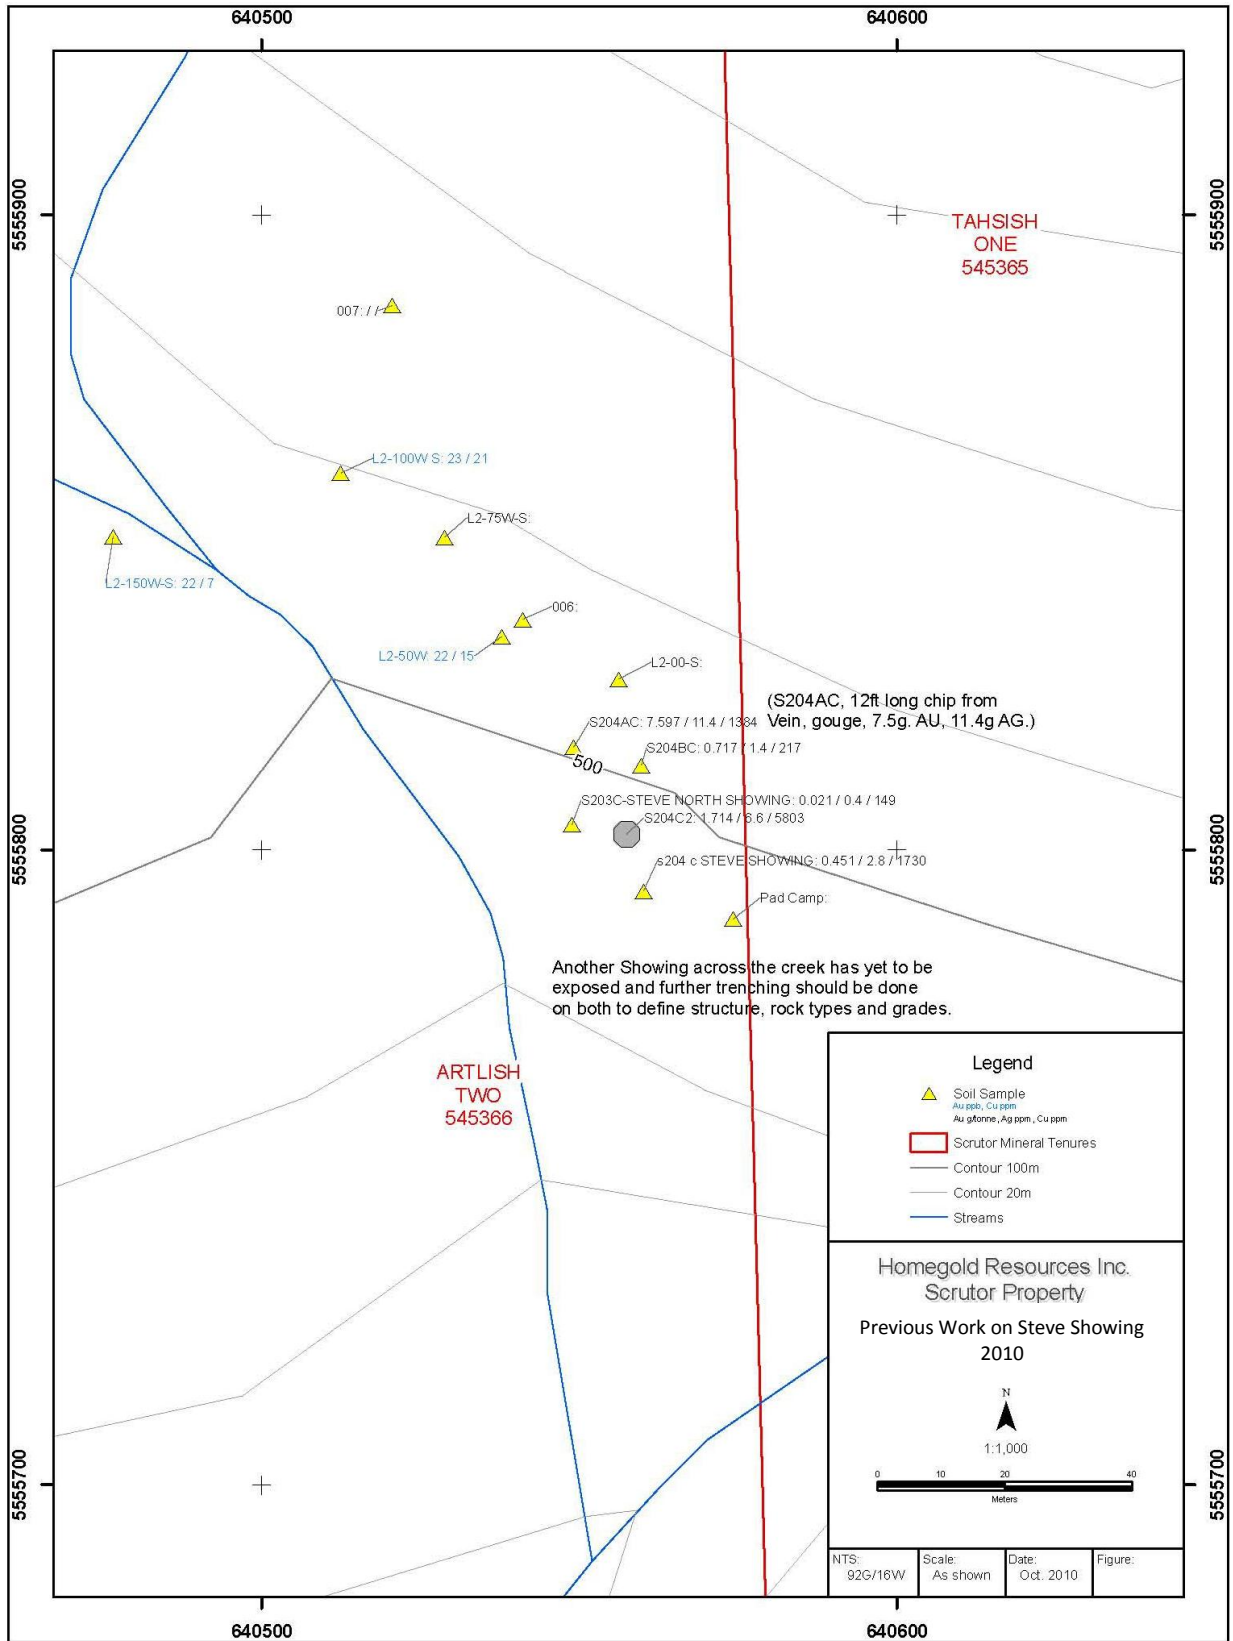 640500
640600
5555900
5555900
TAHSISH
ONE
545365
007: / /
L2-100W S: 23 / 21
L2-75W-S:
L2-150W-S: 22 / 7
006:
L2-50W: 22 / 15
L2-00-S:
(S204AC, 12ft long chip from
Vein, gouge, 7.5g. AU, 11.4g AG.)
S204AC: 7.597 / 11.4 / 1384
S204BC: 0.717 / 1.4 / 217
500
S203C-STEVE NORTH SHOWING: 0.021 / 0.4 / 149
S204C2: 1.714 / 6.6 / 5803
5555800
5555800
s204 c STEVE SHOWING: 0.451 / 2.8 / 1730
Pad Camp:
Another Showing across the creek has yet to be
exposed and further trenching should be done
on both to define structure, rock types and grades.
ARTLISH
TWO
545366
Legend
Soil Sample
Au ppb, Cu ppm
Au g/tonne, Ag ppm, Cu ppm
Scrutor Mineral Tenures
Contour 100m
Contour 20m
Streams
Homegold Resources Inc.
Scrutor Property
Previous Work on Steve Showing
2010
N
1:1,000
0 10 20 40
Meters
5555700
5555700
NTS: Scale: Date: Figure:
92G/16W As shown Oct. 2010
640500
640600